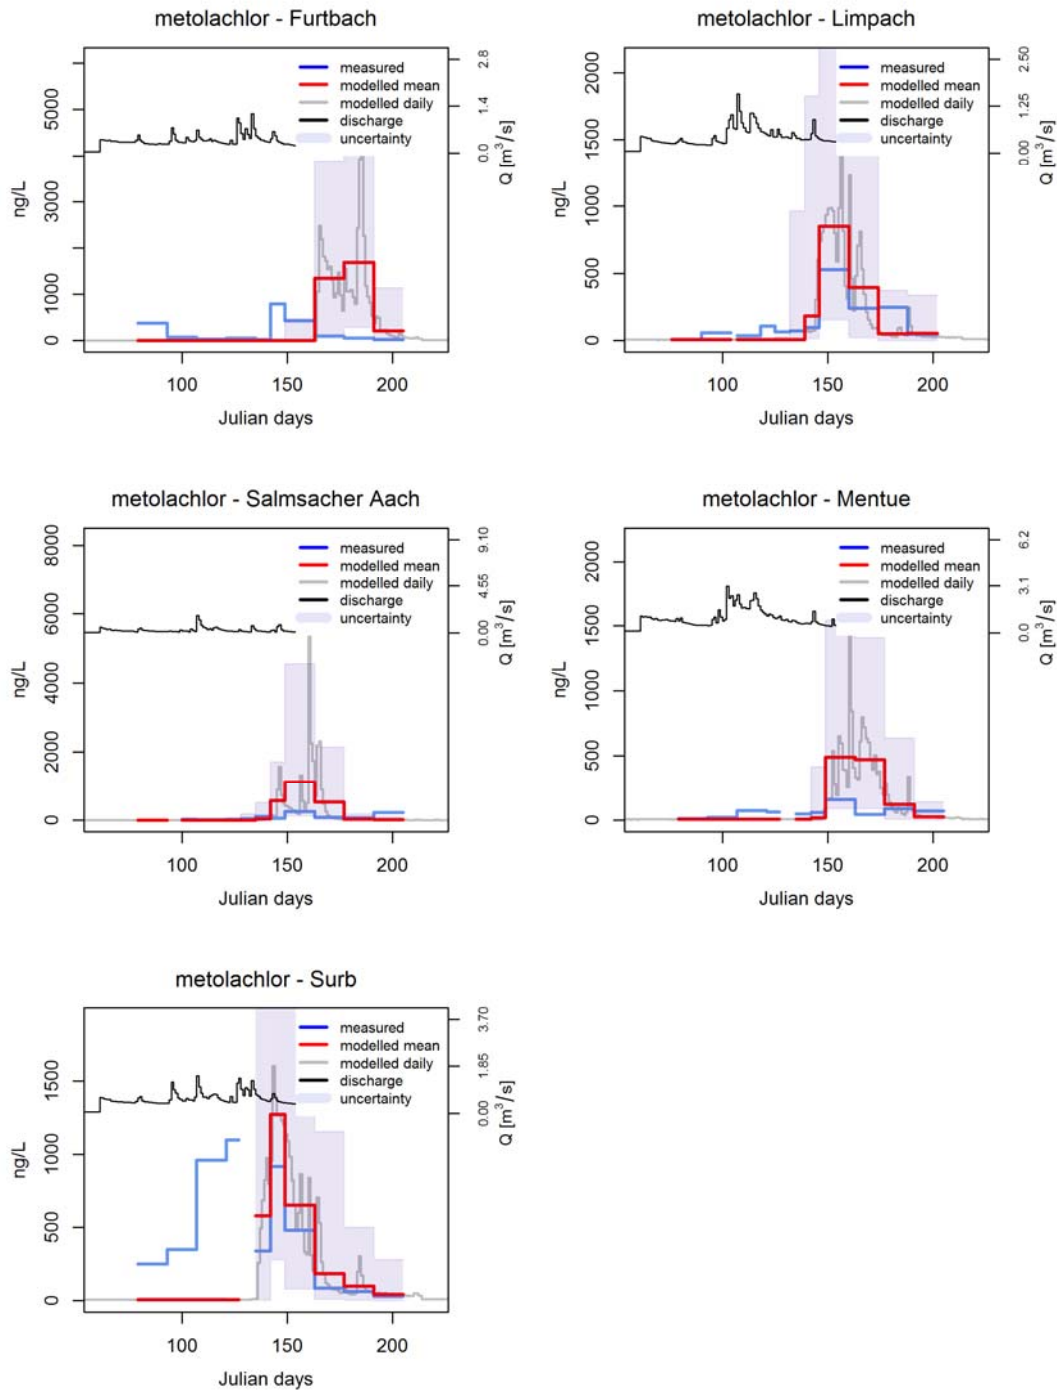 metolachlor - Furtbach
measured
modelled mean
modelled daily
discharge
uncertainty
0 1000 3000 5000
ng/L
0.0 1.4 2.8
Q [m³/s]
100 150 200
Julian days
metolachlor - Limpach
measured
modelled mean
modelled daily
discharge
uncertainty
0 500 1000 1500 2000
ng/L
0.00 1.25 2.50
Q [m³/s]
100 150 200
Julian days
metolachlor - Salmsacher Aach
measured
modelled mean
modelled daily
discharge
uncertainty
0 2000 4000 6000 8000
ng/L
0.00 4.55 9.10
Q [m³/s]
100 150 200
Julian days
metolachlor - Mentue
measured
modelled mean
modelled daily
discharge
uncertainty
0 500 1000 1500 2000
ng/L
0.0 3.1 6.2
Q [m³/s]
100 150 200
Julian days
metolachlor - Surb
measured
modelled mean
modelled daily
discharge
uncertainty
0 500 1000 1500
ng/L
0.00 1.85 3.70
Q [m³/s]
100 150 200
Julian days